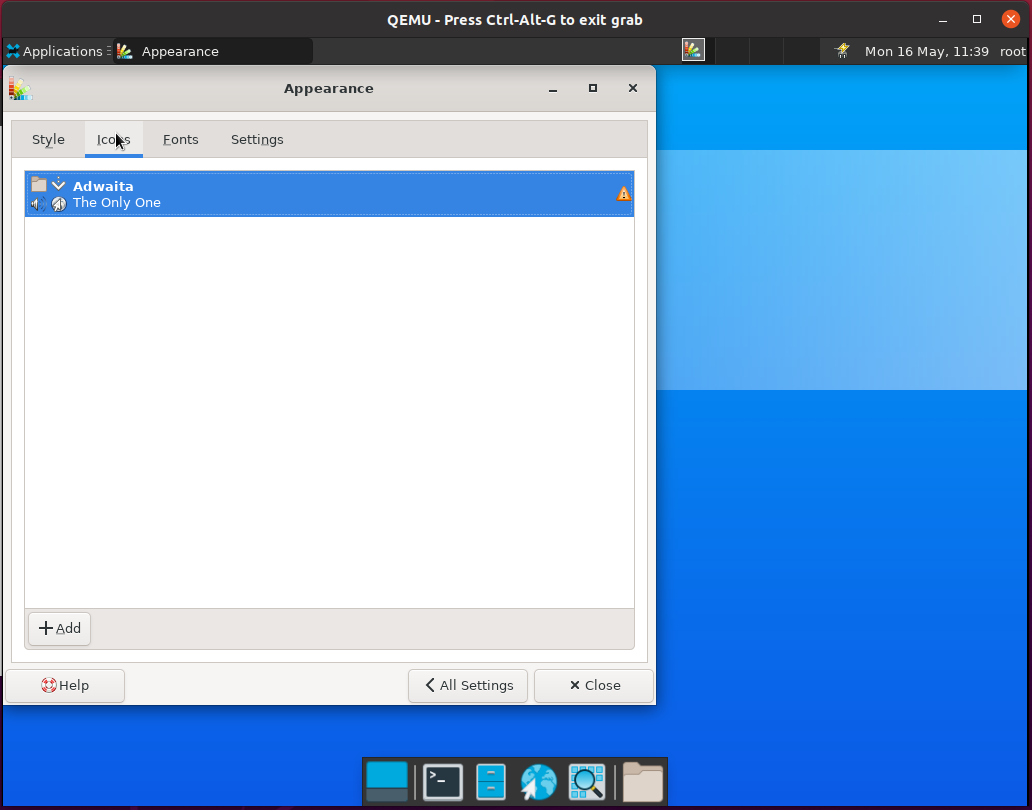 QEMU - Press Ctrl-Alt-G to exit grab
Applications Appearance Mon 16 May, 11:39 root
Appearance
Style Icons Fonts Settings
Adwaita
The Only One
Add
Help All Settings Close